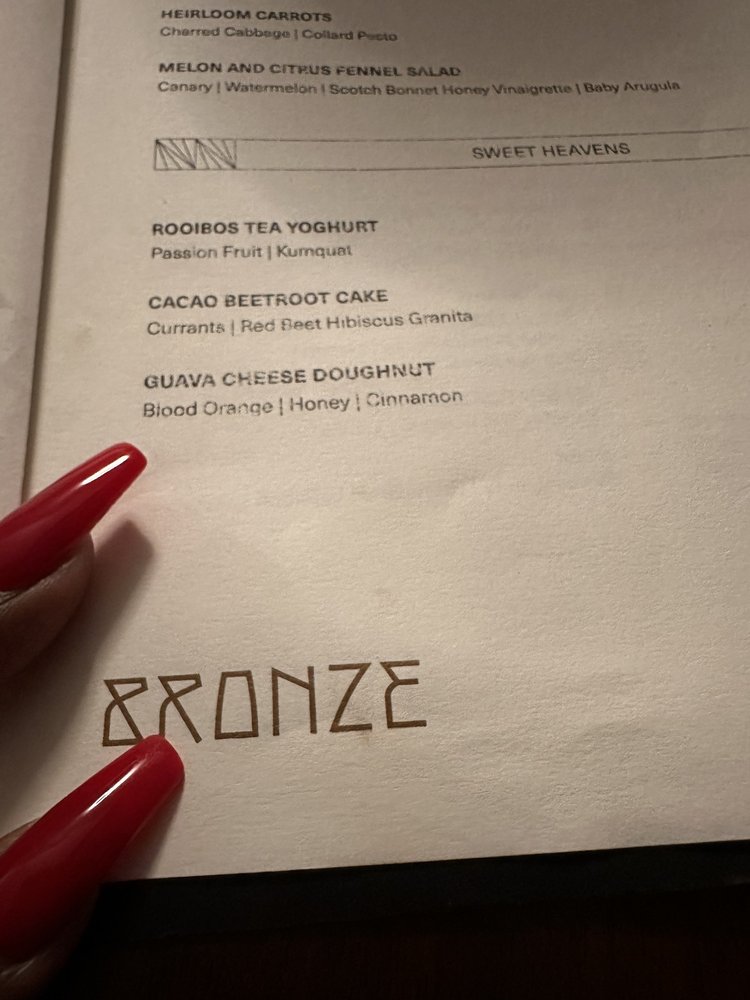 HEIRLOOM CARROTS
Charred Cabbage | Collard Pesto
MELON AND CITRUS FENNEL SALAD
Canary | Watermelon | Scotch Bonnet Honey Vinaigrette | Baby Arugula
SWEET HEAVENS
ROOIBOS TEA YOGHURT
Passion Fruit | Kumquat
CACAO BEETROOT CAKE
Currants | Red Beet Hibiscus Granita
GUAVA CHEESE DOUGHNUT
Blood Orange | Honey | Cinnamon
BRONZE